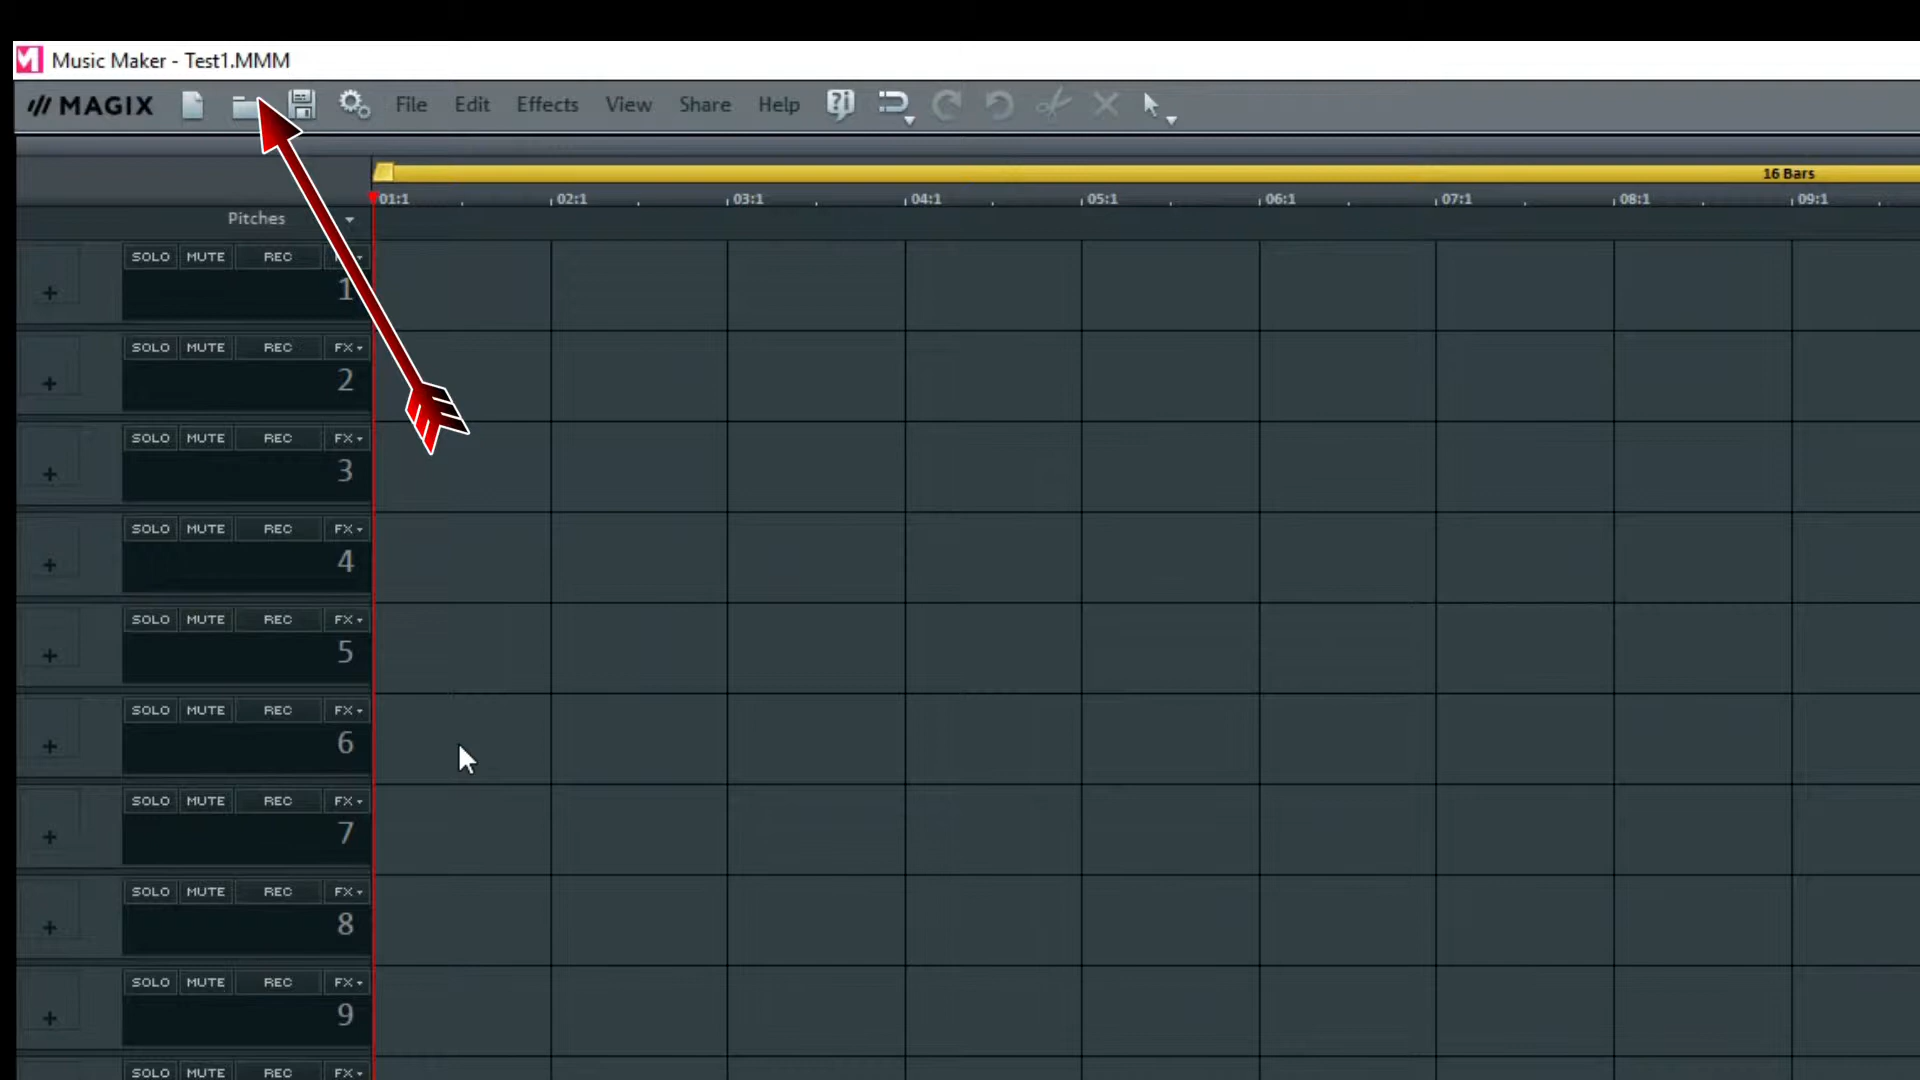 Music Maker - Test1.MMM
MAGIX File Edit Effects View Share Help
16 Bars
01:1 02:1 03:1 04:1 05:1 06:1 07:1 08:1 09:1
Pitches
SOLO MUTE REC
1
SOLO MUTE REC FX
2
SOLO MUTE REC FX
3
SOLO MUTE REC FX
4
SOLO MUTE REC FX
5
SOLO MUTE REC FX
6
SOLO MUTE REC FX
7
SOLO MUTE REC FX
8
SOLO MUTE REC FX
9
SOLO MUTE REC FX